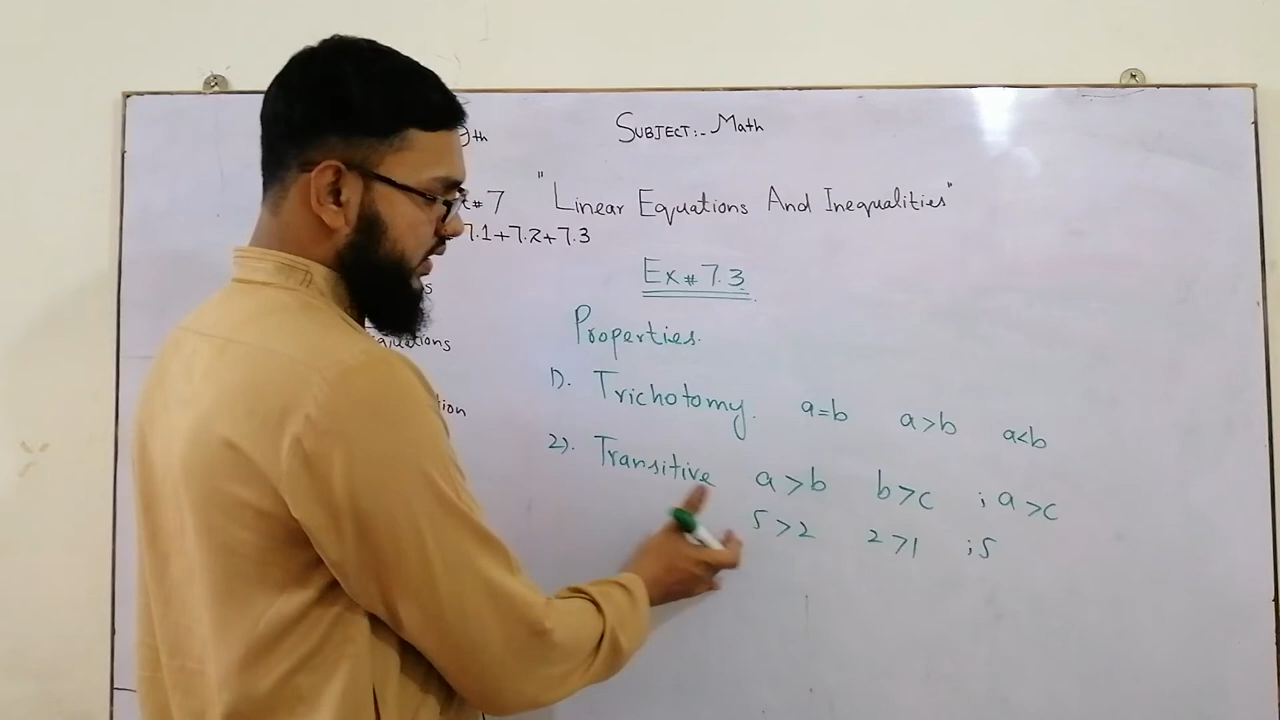 9th SUBJECT:- Math
t#7 "Linear Equations And Inequalities"
7.1+7.2+7.3
Ex # 7.3
Properties.
1). Trichotomy. a=b a>b a<b
2). Transitive a>b b>c ; a>c
5>2 2>1 ; 5